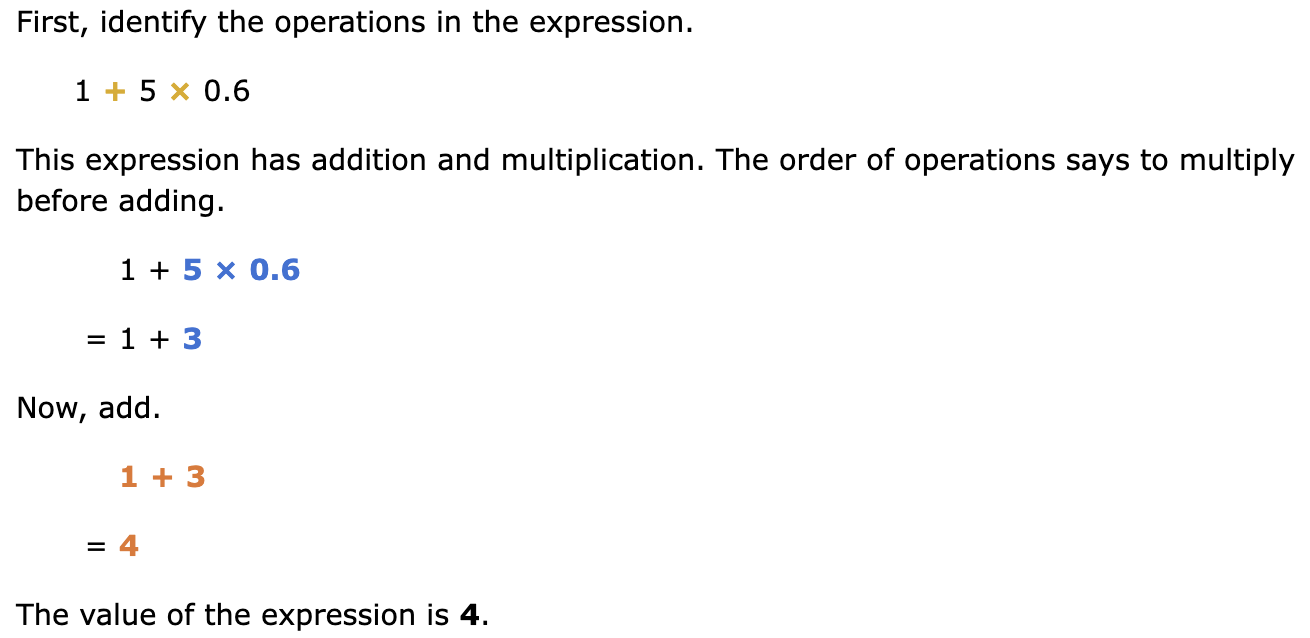 First, identify the operations in the expression.
1 + 5 × 0.6
This expression has addition and multiplication. The order of operations says to multiply
before adding.
1 + 5 × 0.6
= 1 + 3
Now, add.
1 + 3
= 4
The value of the expression is 4.